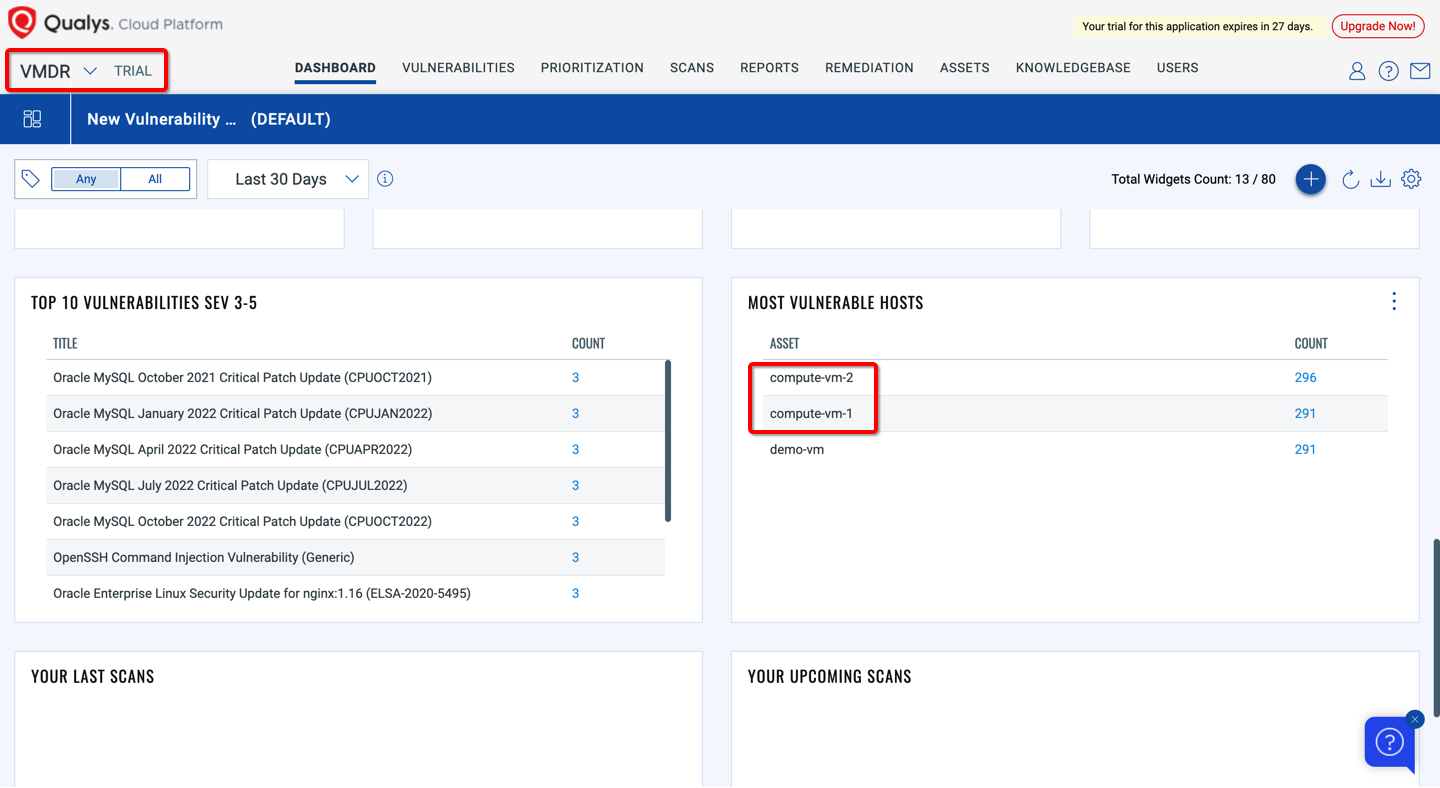 Qualys. Cloud Platform
Your trial for this application expires in 27 days. Upgrade Now!
VMDR TRIAL DASHBOARD VULNERABILITIES PRIORITIZATION SCANS REPORTS REMEDIATION ASSETS KNOWLEDGEBASE USERS
New Vulnerability ... (DEFAULT)
Any All Last 30 Days Total Widgets Count: 13 / 80
TOP 10 VULNERABILITIES SEV 3-5
TITLE COUNT
Oracle MySQL October 2021 Critical Patch Update (CPUOCT2021) 3
Oracle MySQL January 2022 Critical Patch Update (CPUJAN2022) 3
Oracle MySQL April 2022 Critical Patch Update (CPUAPR2022) 3
Oracle MySQL July 2022 Critical Patch Update (CPUJUL2022) 3
Oracle MySQL October 2022 Critical Patch Update (CPUOCT2022) 3
OpenSSH Command Injection Vulnerability (Generic) 3
Oracle Enterprise Linux Security Update for nginx:1.16 (ELSA-2020-5495) 3
MOST VULNERABLE HOSTS
ASSET COUNT
compute-vm-2 296
compute-vm-1 291
demo-vm 291
YOUR LAST SCANS
YOUR UPCOMING SCANS